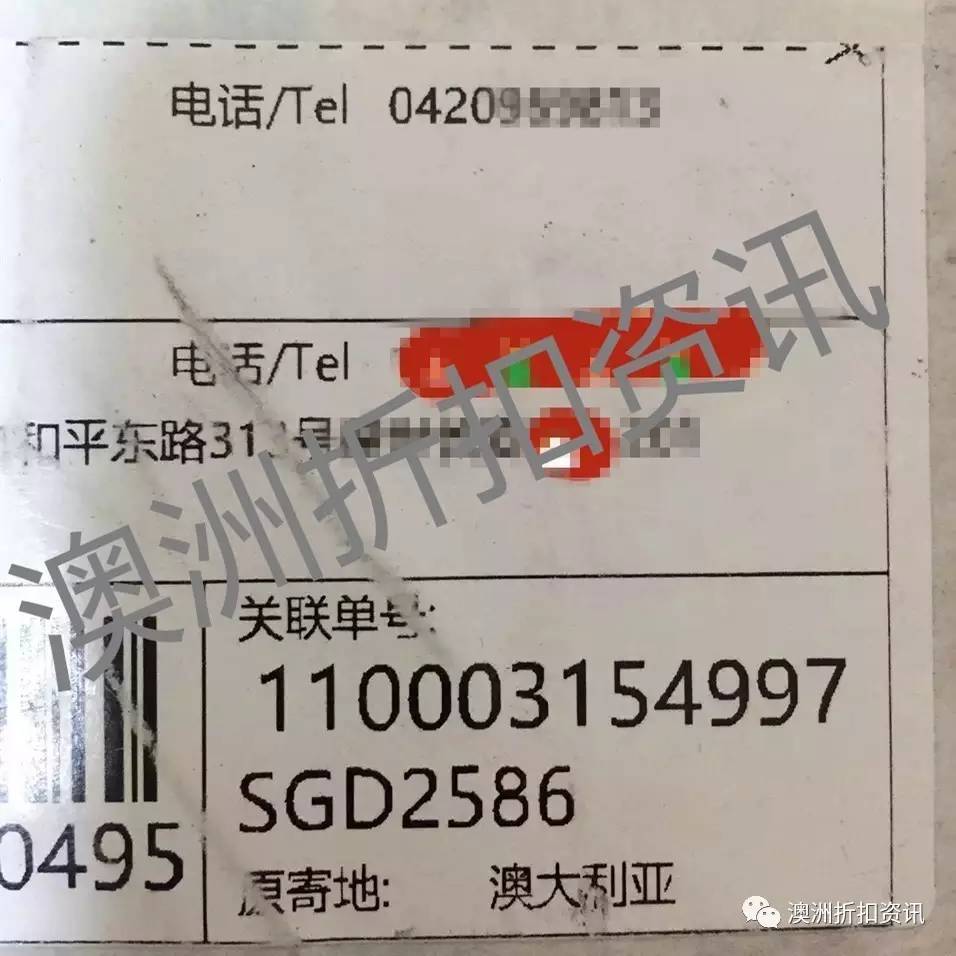 电话/Tel 0420
电话/Tel
和平东路31号
关联单号:
110003154997
SGD2586
0495
原寄地: 澳大利亚
澳洲折扣资讯
澳洲折扣资讯